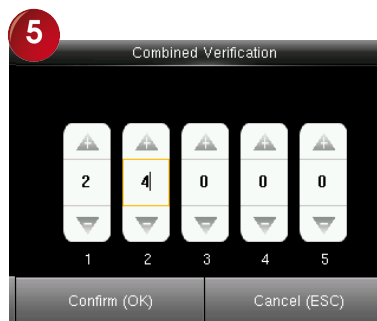 5
Combined Verification
2 4 0 0 0
1 2 3 4 5
Confirm (OK) Cancel (ESC)